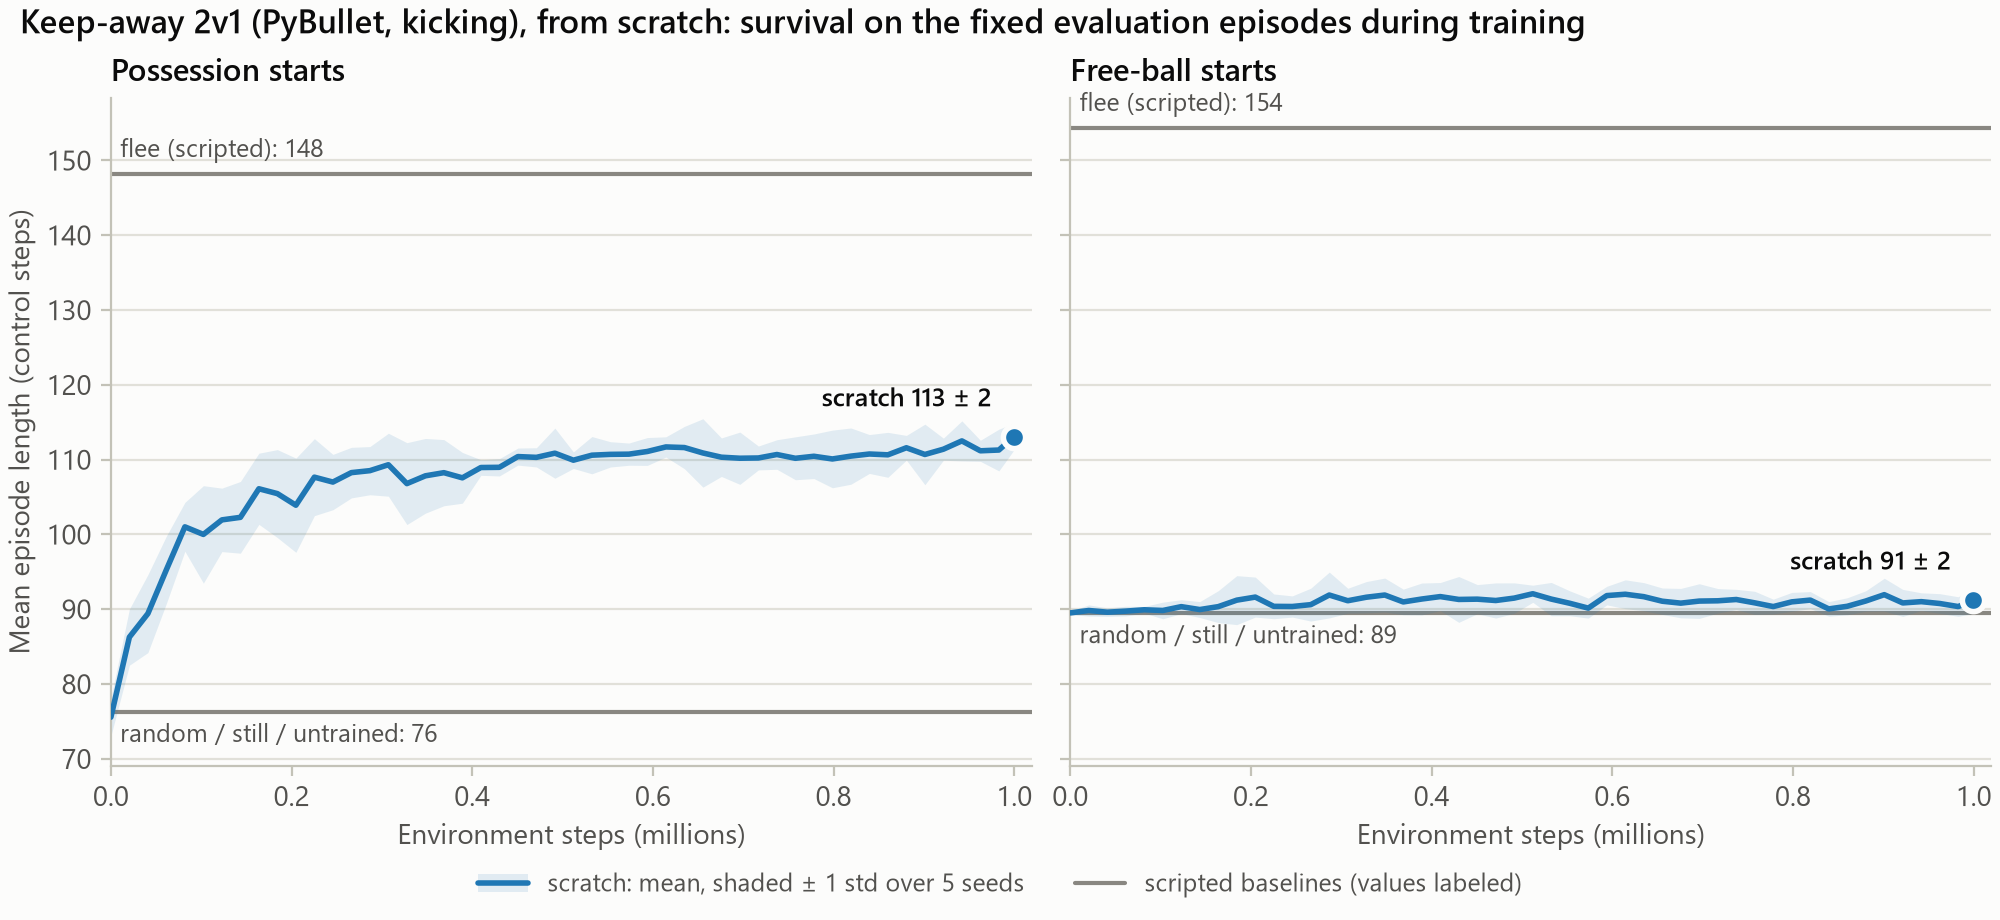 Keep-away 2v1 (PyBullet, kicking), from scratch: survival on the fixed evaluation episodes during training
Possession starts
Mean episode length (control steps)
150
140
130
120
110
100
90
80
70
flee (scripted): 148
scratch 113 ± 2
random / still / untrained: 76
0.0
0.2
0.4
0.6
0.8
1.0
Environment steps (millions)
Free-ball starts
flee (scripted): 154
scratch 91 ± 2
random / still / untrained: 89
0.0
0.2
0.4
0.6
0.8
1.0
Environment steps (millions)
scratch: mean, shaded ± 1 std over 5 seeds
scripted baselines (values labeled)